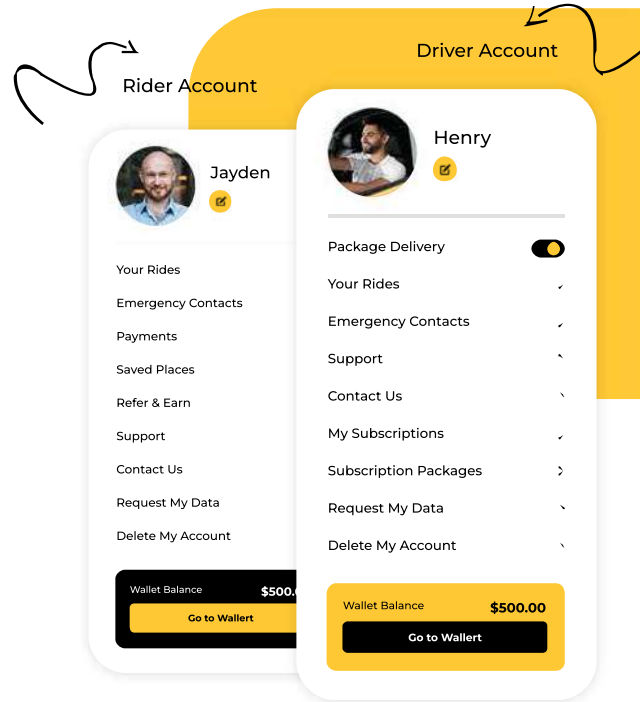 Driver Account
Rider Account
Jayden
Your Rides
Emergency Contacts
Payments
Saved Places
Refer & Earn
Support
Contact Us
Request My Data
Delete My Account
Wallet Balance
$500.
Go to Wallert
Henry
Package Delivery
Your Rides
Emergency Contacts
Support
Contact Us
My Subscriptions
Subscription Packages
Request My Data
Delete My Account
Wallet Balance
$500.00
Go to Wallert